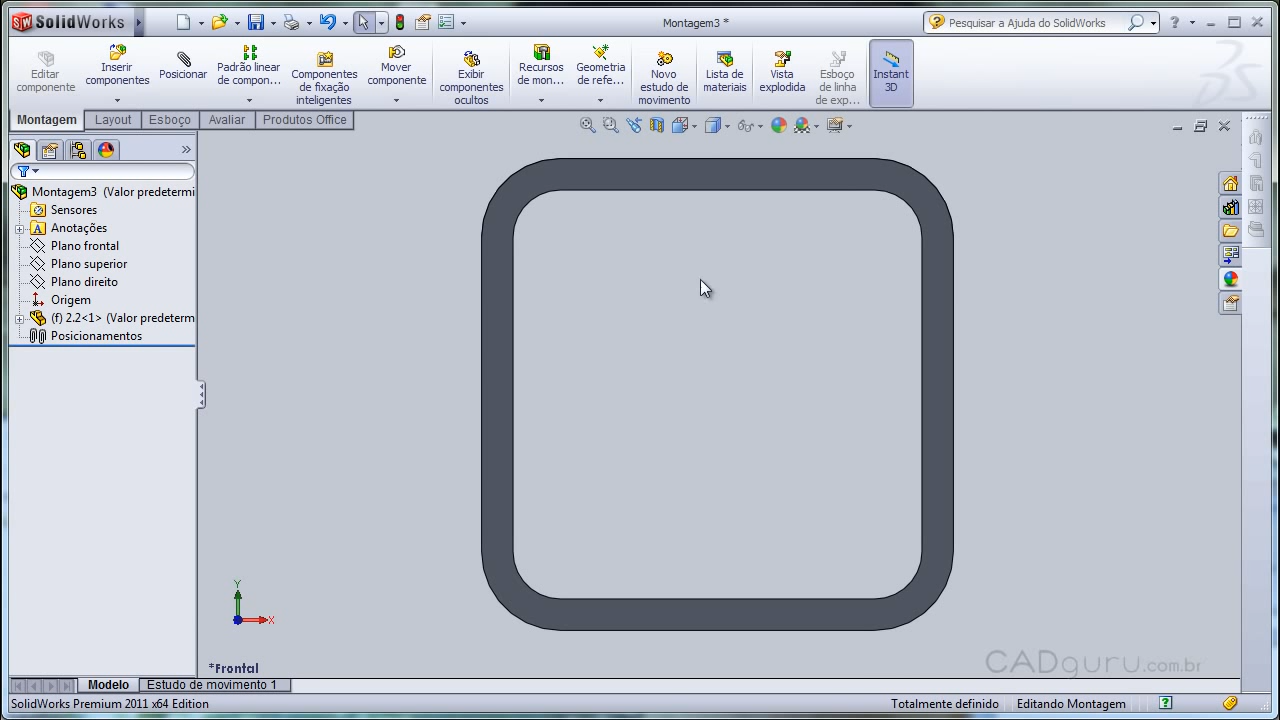 SolidWorks
Montagem3 *
Pesquisar a Ajuda do SolidWorks
Editar componente
Inserir componentes
Posicionar
Padrão linear de compon...
Componentes de fixação inteligentes
Mover componente
Exibir componentes ocultos
Recursos de mon...
Geometria de refe...
Novo estudo de movimento
Lista de materiais
Vista explodida
Esboço de linha de exp...
Instant 3D
Montagem
Layout
Esboço
Avaliar
Produtos Office
Montagem3 (Valor predetermi
Sensores
Anotações
Plano frontal
Plano superior
Plano direito
Origem
(f) 2.2<1> (Valor predeterm
Posicionamentos
Y
X
*Frontal
CADguru.com.br
Modelo
Estudo de movimento 1
SolidWorks Premium 2011 x64 Edition
Totalmente definido
Editando Montagem